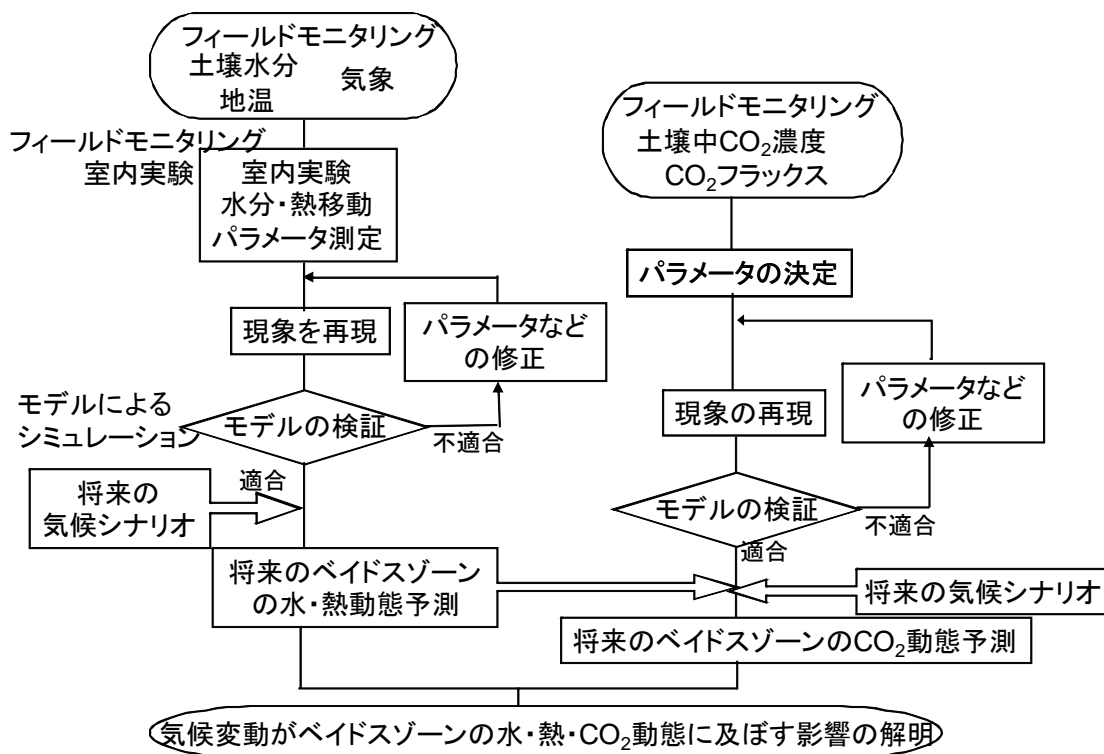 フィールドモニタリング
土壌水分
気象
地温
フィールドモニタリング
室内実験
室内実験
水分・熱移動
パラメータ測定
現象を再現
パラメータなど
の修正
モデルによる
シミュレーション
モデルの検証
不適合
適合
将来の
気候シナリオ
将来のベイドスゾーン
の水・熱動態予測
フィールドモニタリング
土壌中CO₂濃度
CO₂フラックス
パラメータの決定
現象の再現
パラメータなど
の修正
モデルの検証
不適合
適合
将来の気候シナリオ
将来のベイドスゾーンのCO₂動態予測
気候変動がベイドスゾーンの水・熱・CO₂動態に及ぼす影響の解明